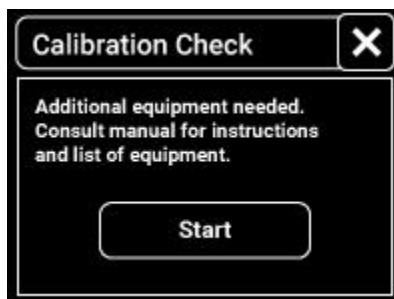 Calibration Check
Additional equipment needed.
Consult manual for instructions
and list of equipment.
Start